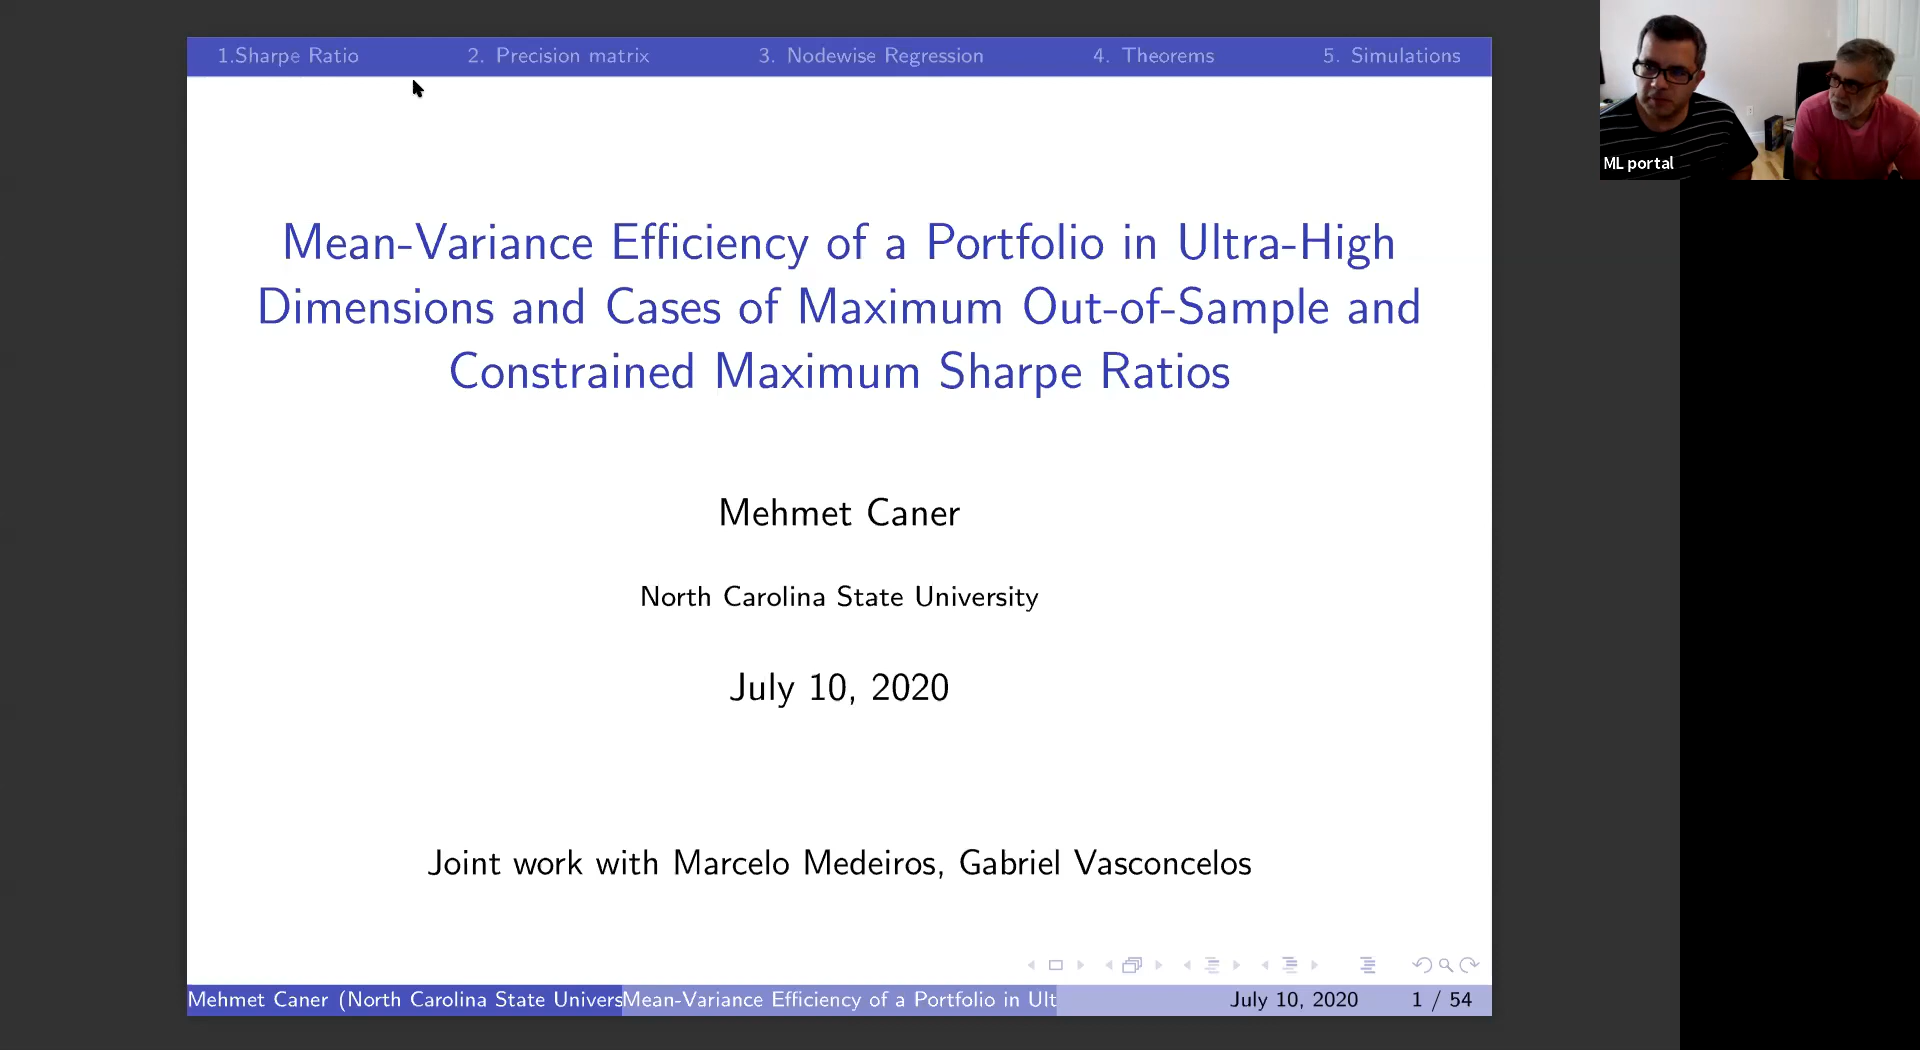 1.Sharpe Ratio 2. Precision matrix 3. Nodewise Regression 4. Theorems 5. Simulations
ML portal
Mean-Variance Efficiency of a Portfolio in Ultra-High
Dimensions and Cases of Maximum Out-of-Sample and
Constrained Maximum Sharpe Ratios
Mehmet Caner
North Carolina State University
July 10, 2020
Joint work with Marcelo Medeiros, Gabriel Vasconcelos
Mehmet Caner (North Carolina State Univers Mean-Variance Efficiency of a Portfolio in Ult July 10, 2020 1 / 54